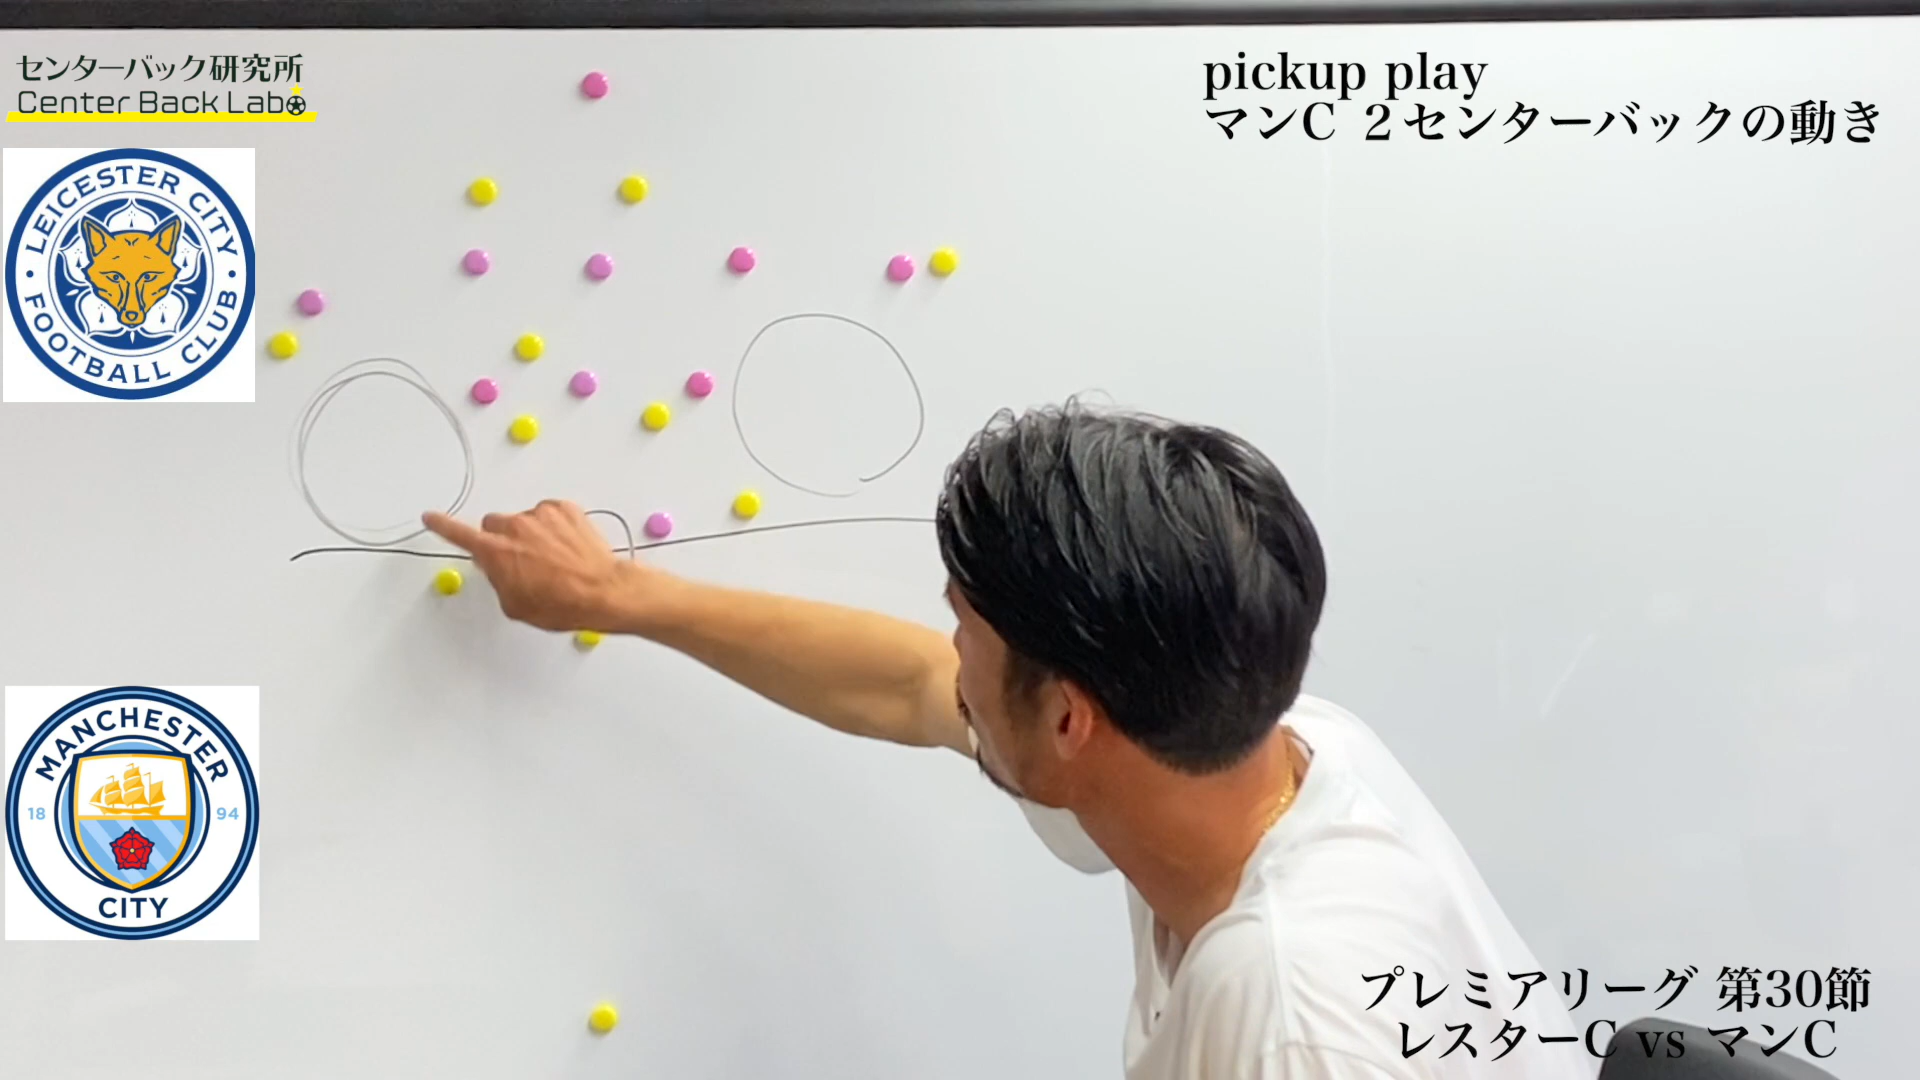 センターバック研究所
Center Back Labo
pickup play
マンC ２センターバックの動き
LEICESTER CITY
FOOTBALL CLUB
MANCHESTER
18 94
CITY
プレミアリーグ 第30節
レスターC vs マンC